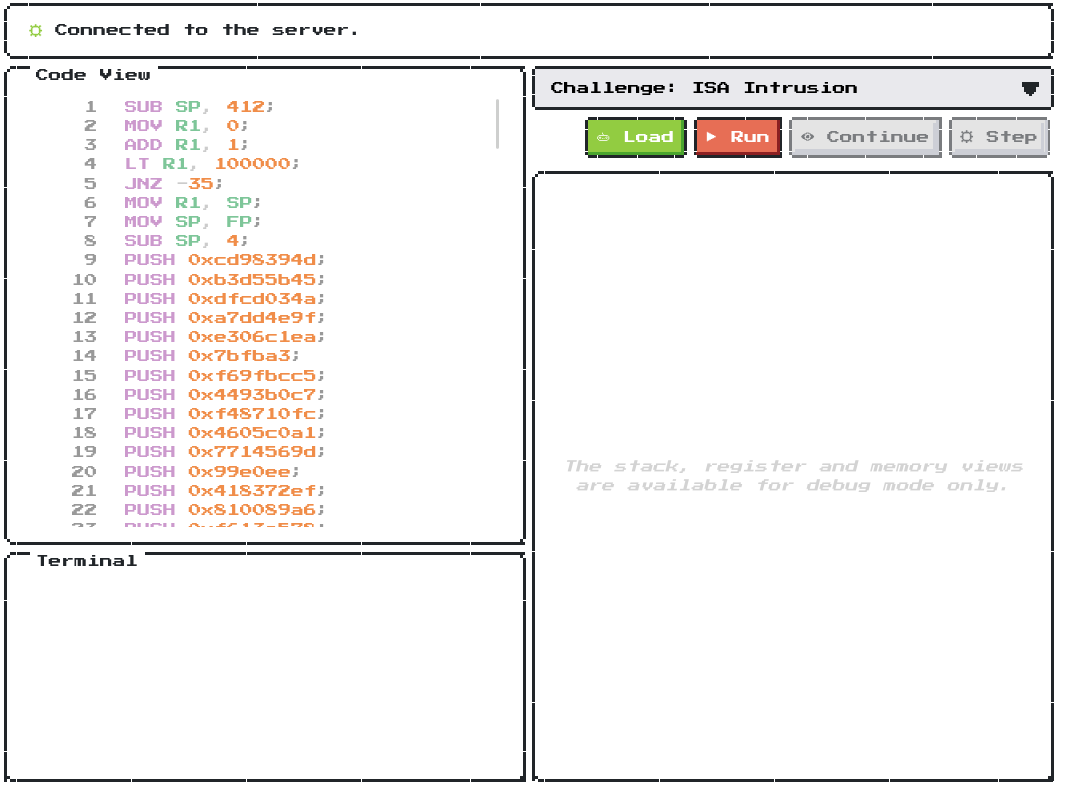 Connected to the server.
Code View
1 SUB SP, 412;
2 MOV R1, 0;
3 ADD R1, 1;
4 LT R1, 100000;
5 JNZ -35;
6 MOV R1, SP;
7 MOV SP, FP;
8 SUB SP, 4;
9 PUSH 0xcd98394d;
10 PUSH 0xb3d55b45;
11 PUSH 0xdfcd034a;
12 PUSH 0xa7dd4e9f;
13 PUSH 0xe306c1ea;
14 PUSH 0x7bfba3;
15 PUSH 0xf69fbcc5;
16 PUSH 0x4493b0c7;
17 PUSH 0xf48710fc;
18 PUSH 0x4605c0a1;
19 PUSH 0x7714569d;
20 PUSH 0x99e0ee;
21 PUSH 0x418372ef;
22 PUSH 0x810089a6;
Terminal
Challenge: ISA Intrusion
Load Run Continue Step
The stack, register and memory views
are available for debug mode only.